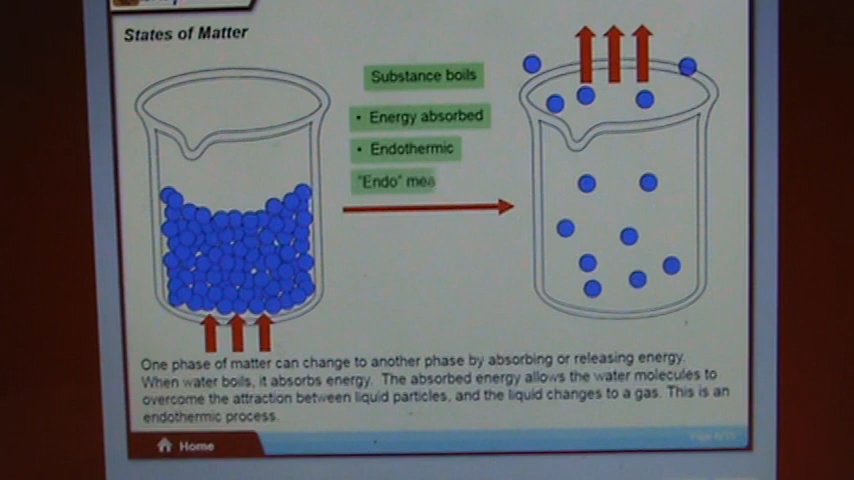 States of Matter
Substance boils
• Energy absorbed
• Endothermic
"Endo" mea
One phase of matter can change to another phase by absorbing or releasing energy.
When water boils, it absorbs energy. The absorbed energy allows the water molecules to
overcome the attraction between liquid particles, and the liquid changes to a gas. This is an
endothermic process.
Home